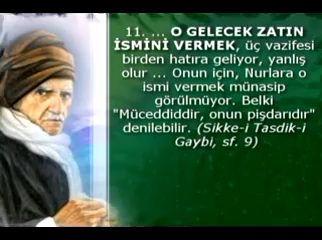 11. ... O GELECEK ZATIN
İSMİNİ VERMEK, üç vazifesi
birden hatıra geliyor, yanlış
olur ... Onun için, Nurlara o
ismi vermek münasip
görülmüyor. Belki
"Müceddiddir, onun pişdarıdır"
denilebilir. (Sikke-i Tasdik-i
Gaybi, sf. 9)